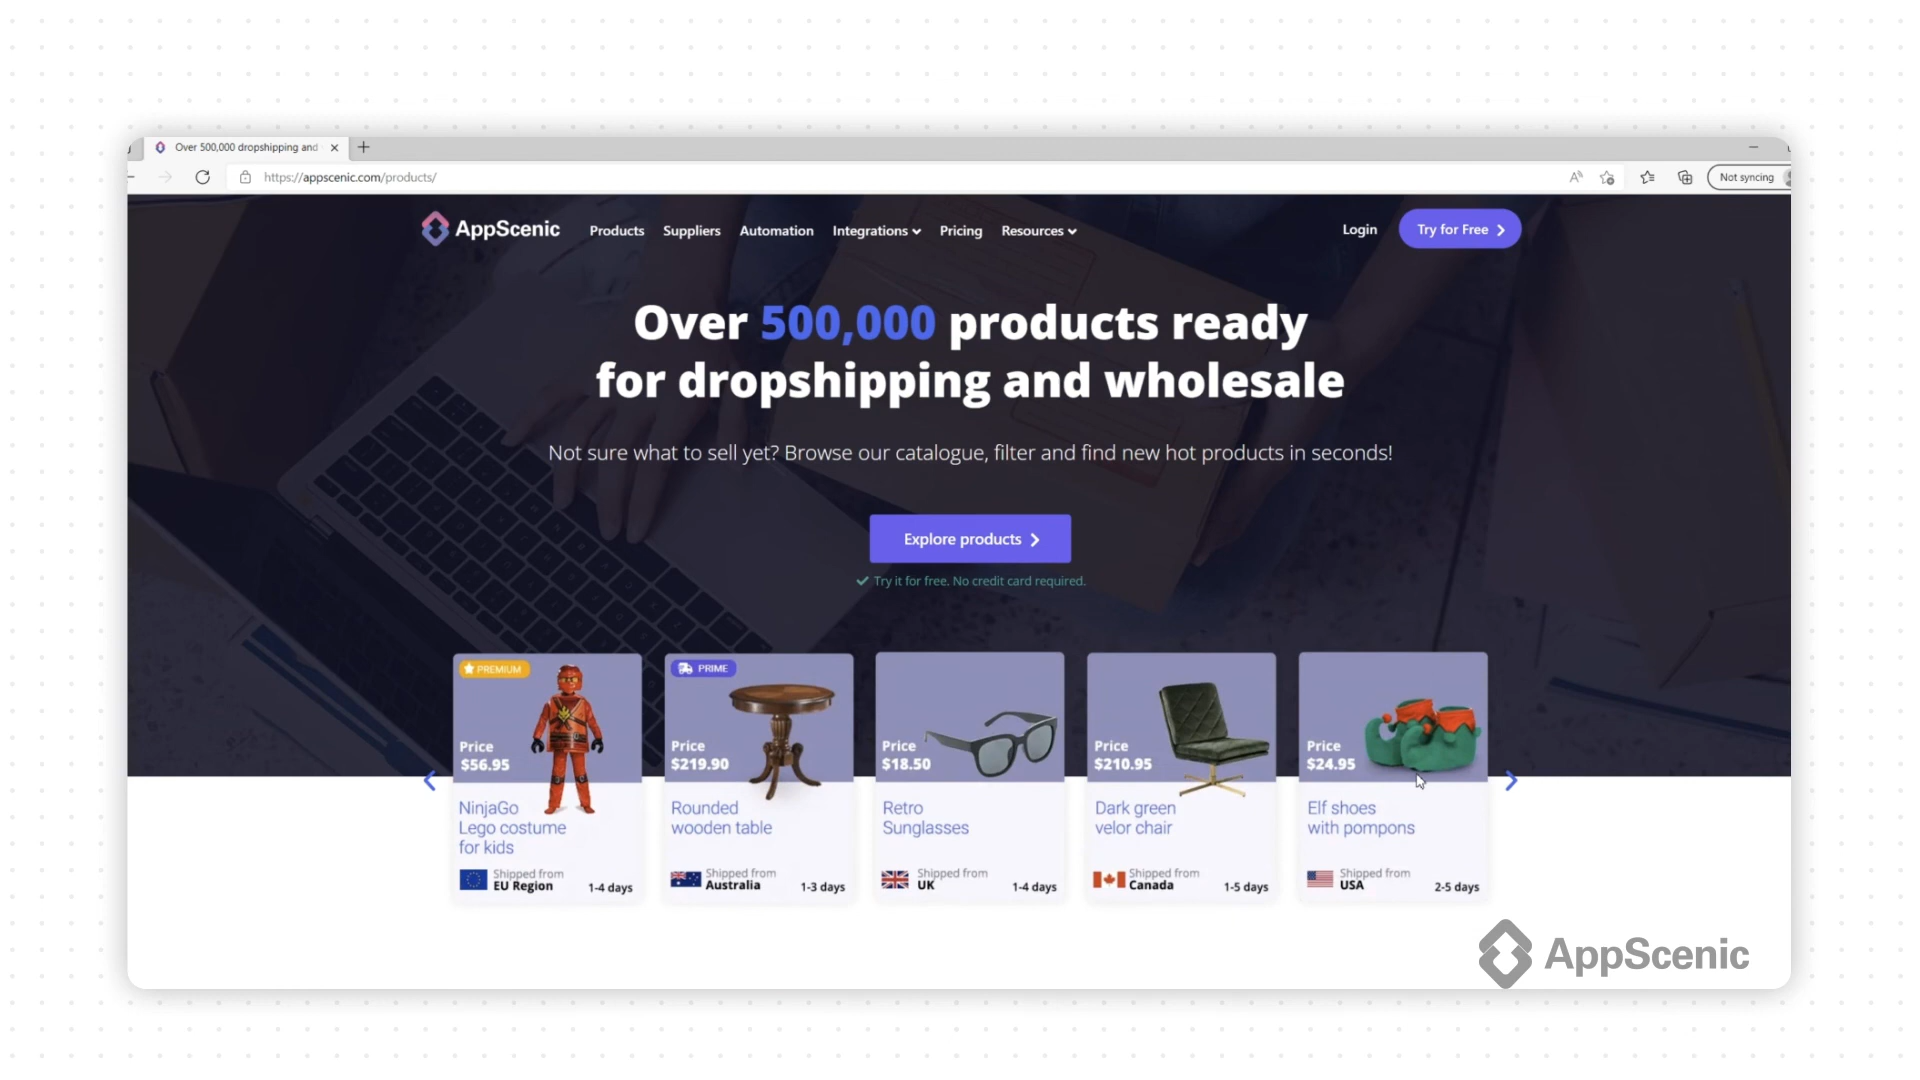 Over 500,000 dropshipping and
https://appscenic.com/products/
Not syncing
AppScenic
Products
Suppliers
Automation
Integrations
Pricing
Resources
Login
Try for Free
Over 500,000 products ready
for dropshipping and wholesale
Not sure what to sell yet? Browse our catalogue, filter and find new hot products in seconds!
Explore products
Try it for free. No credit card required.
PREMIUM
Price
$56.95
NinjaGo
Lego costume
for kids
Shipped from
EU Region
1-4 days
PRIME
Price
$219.90
Rounded
wooden table
Shipped from
Australia
1-3 days
Price
$18.50
Retro
Sunglasses
Shipped from
UK
1-4 days
Price
$210.95
Dark green
velor chair
Shipped from
Canada
1-5 days
Price
$24.95
Elf shoes
with pompons
Shipped from
USA
2-5 days
AppScenic